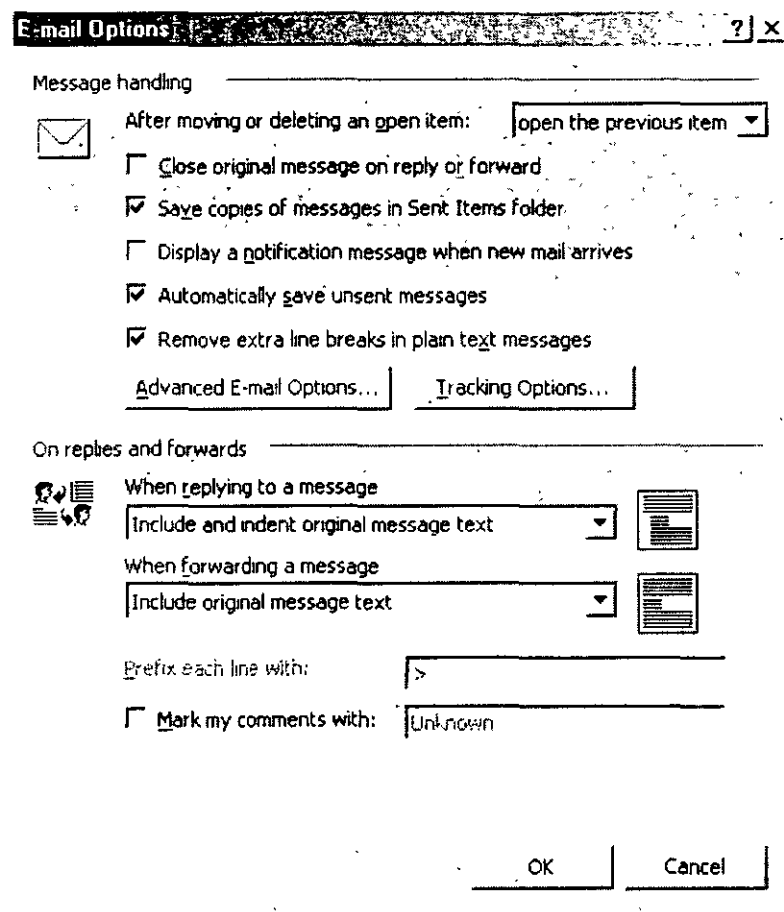 E-mail Options
? ×
Message handling
After moving or deleting an open item: open the previous item
Close original message on reply or forward
Save copies of messages in Sent Items folder
Display a notification message when new mail arrives
Automatically save unsent messages
Remove extra line breaks in plain text messages
Advanced E-mail Options... Tracking Options...
On replies and forwards
When replying to a message
Include and indent original message text
When forwarding a message
Include original message text
Prefix each line with: >
Mark my comments with: Unknown
OK Cancel